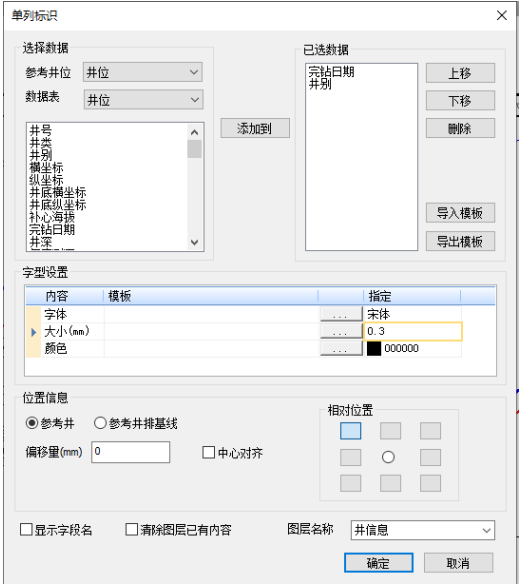 单列标识
选择数据
参考井位 井位
数据表 井位
井号
井类
井别
横坐标
纵坐标
井底横坐标
井底纵坐标
补心海拔
完钻日期
井深
添加到
已选数据
完钻日期
井别
上移
下移
删除
导入模板
导出模板
字型设置
内容 模板 指定
字体 ... 宋体
大小(mm) ... 0.3
颜色 ... 000000
位置信息
参考井 参考井排基线
偏移量(mm) 0 中心对齐
相对位置
显示字段名 清除图层已有内容 图层名称 井信息
确定 取消